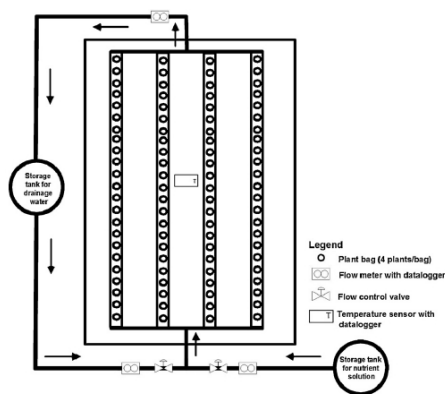 Storage
tank for
drainage
water
T
Legend
Plant bag (4 plants/bag)
Flow meter with datalogger
Flow control valve
T
Temperature sensor with
datalogger
Storage tank
for nutrient
solution